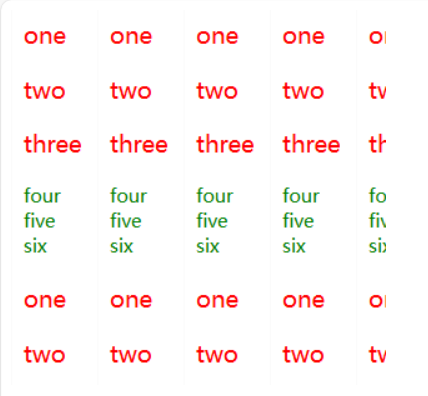 one one one one o
two two two two tv
three three three three th
four four four four fo
five five five five fiv
six six six six six
one one one one o
two two two two tv